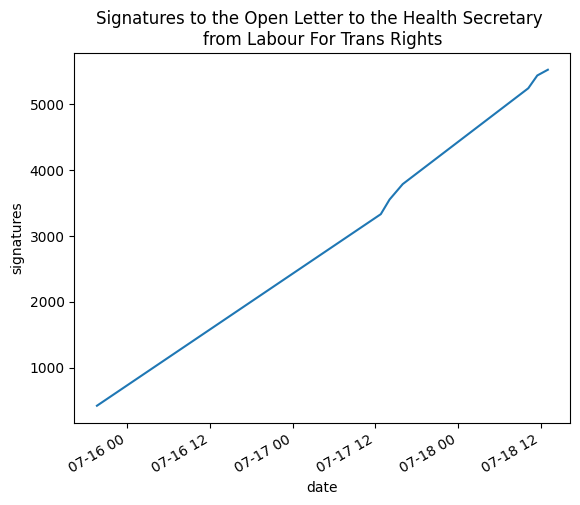 Signatures to the Open Letter to the Health Secretary
from Labour For Trans Rights
5000
4000
3000
2000
1000
signatures
07-16 00
07-16 12
07-17 00
07-17 12
07-18 00
07-18 12
date